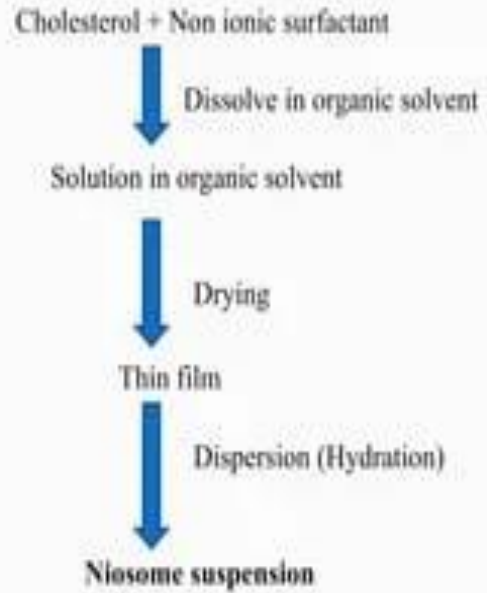 Cholesterol + Non ionic surfactant
Dissolve in organic solvent
Solution in organic solvent
Drying
Thin film
Dispersion (Hydration)
Niosome suspension